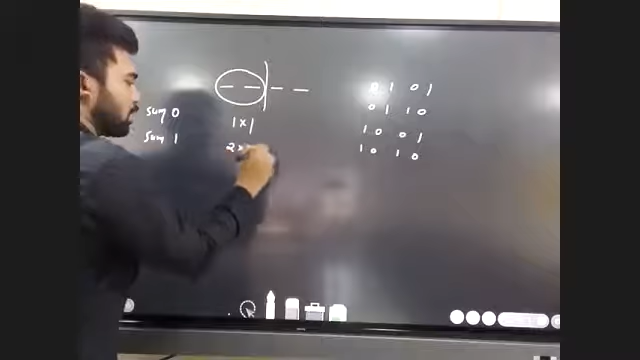 _ _ | _ _
sum 0
1 × 1
sum 1
2 ×
0 1 0 1
0 1 1 0
1 0 0 1
1 0 1 0